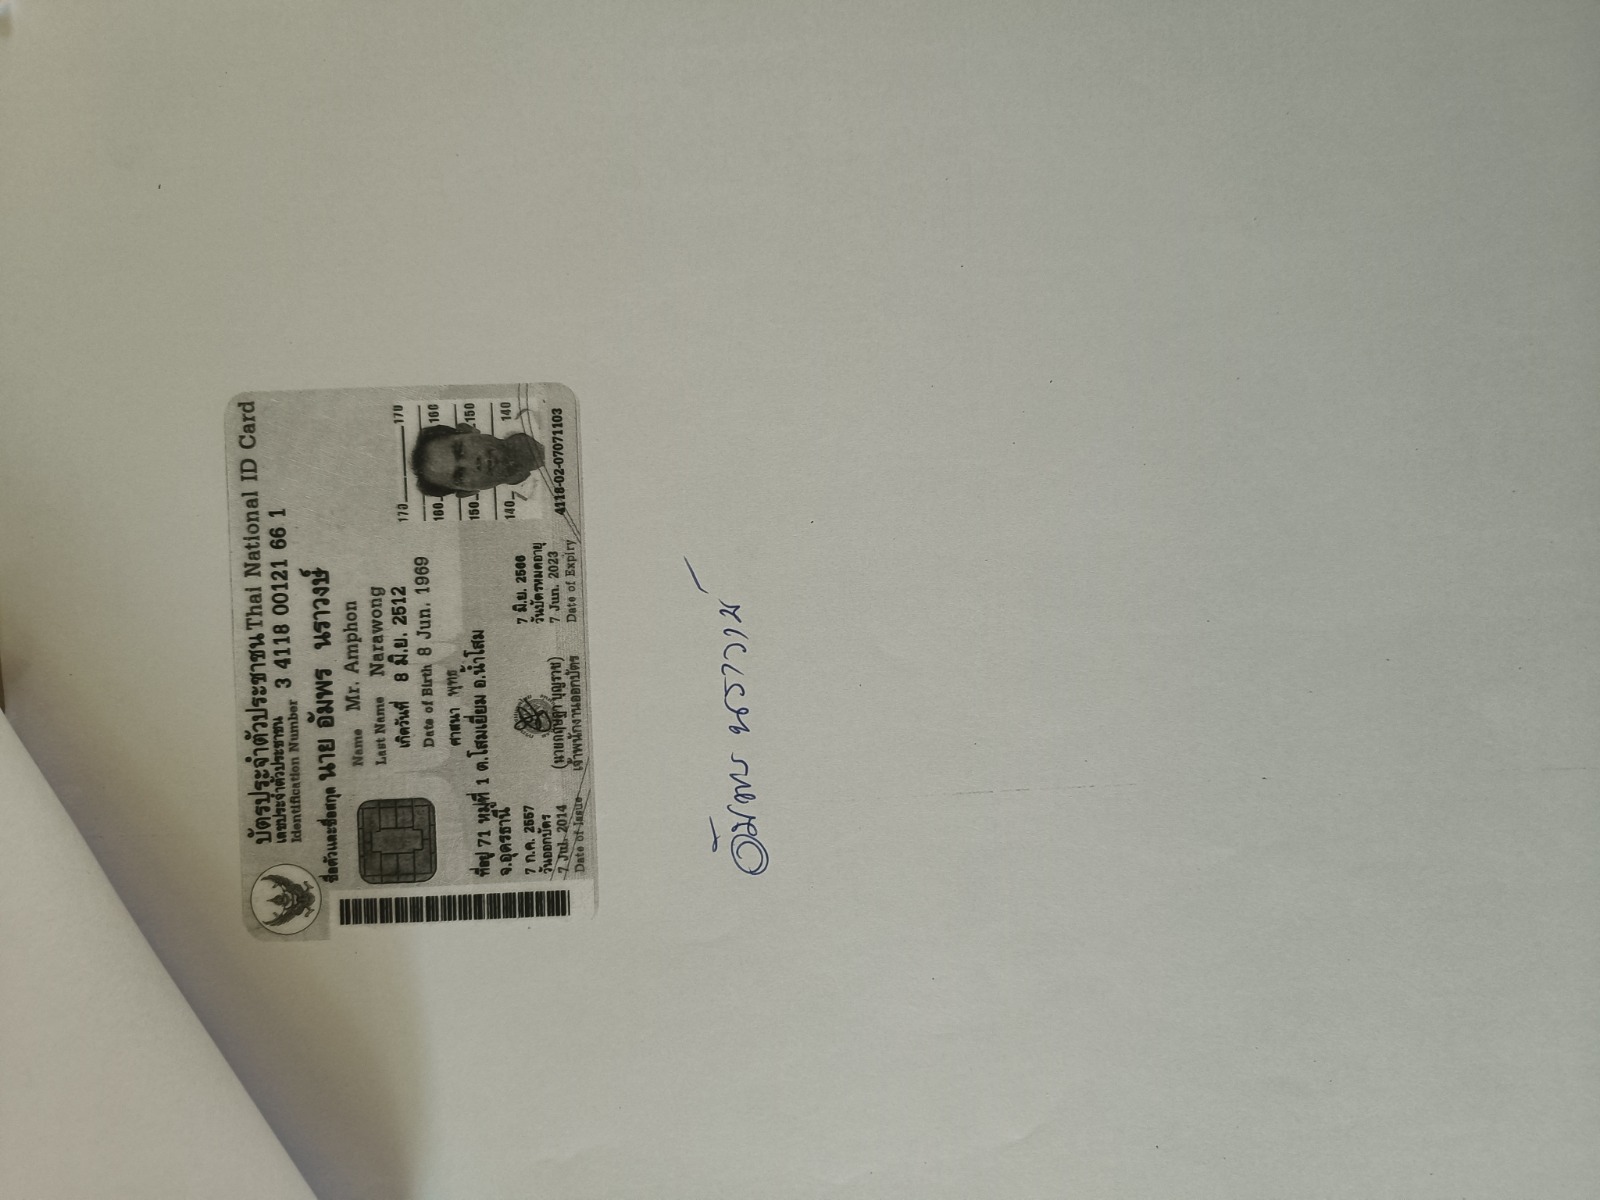 บัตรประจำตัวประชาชน Thai National ID Card
เลขประจำตัวประชาชน 3 4118 00121 66 1
Identification Number
ชื่อตัวและชื่อสกุล นาย อัมพร นราวงษ์
Name Mr. Amphon
Last Name Narawong
เกิดวันที่ 8 มิ.ย. 2512
Date of Birth 8 Jun. 1969
ศาสนา พุทธ
ที่อยู่ 71 หมู่ที่ 1 ต.โสมเยี่ยม อ.น้ำโสม
จ.อุดรธานี
7 ก.ค. 2557
วันออกบัตร
7 Jul. 2014
Date of Issue
เจ้าพนักงานออกบัตร
7 มิ.ย. 2566
วันบัตรหมดอายุ
7 Jun. 2023
Date of Expiry
170 170
160 160
150 150
140 140
4118-02-07071103
อัมพร นราวงษ์